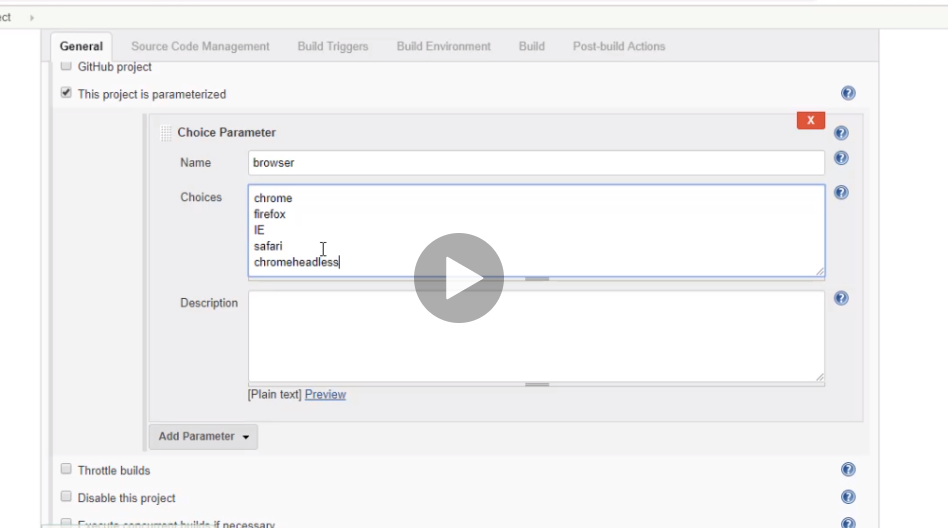 ect
General Source Code Management Build Triggers Build Environment Build Post-build Actions
GitHub project
This project is parameterized
X
Choice Parameter
Name browser
Choices chrome
firefox
IE
safari
chromeheadless
Description
[Plain text] Preview
Add Parameter
Throttle builds
Disable this project
Execute concurrent builds if necessary